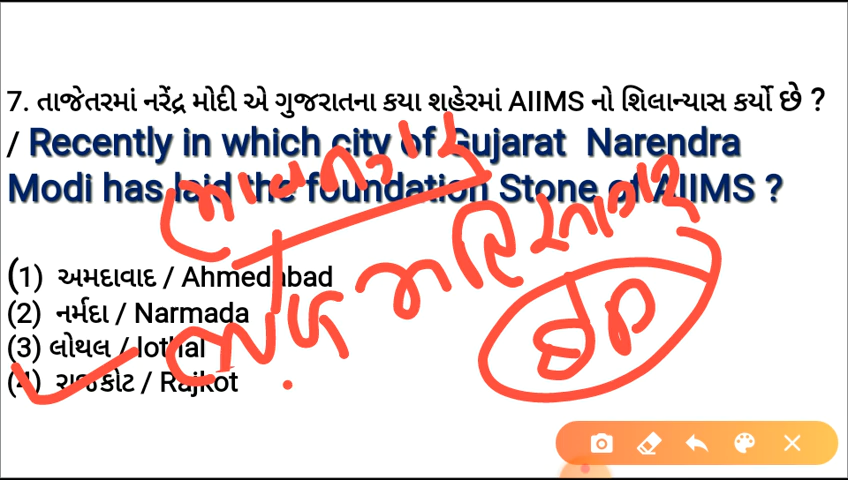 7. તાજેતરમાં નરેંદ્ર મોદી એ ગુજરાતના કયા શહેરમાં AIIMS નો શિલાન્યાસ કર્યો છે ?
/ Recently in which city of Gujarat Narendra
Modi has laid the foundation Stone of AIIMS ?
(1) અમદાવાદ / Ahmedabad
(2) નર્મદા / Narmada
(3) લોથલ / lothal
(4) રાજકોટ / Rajkot